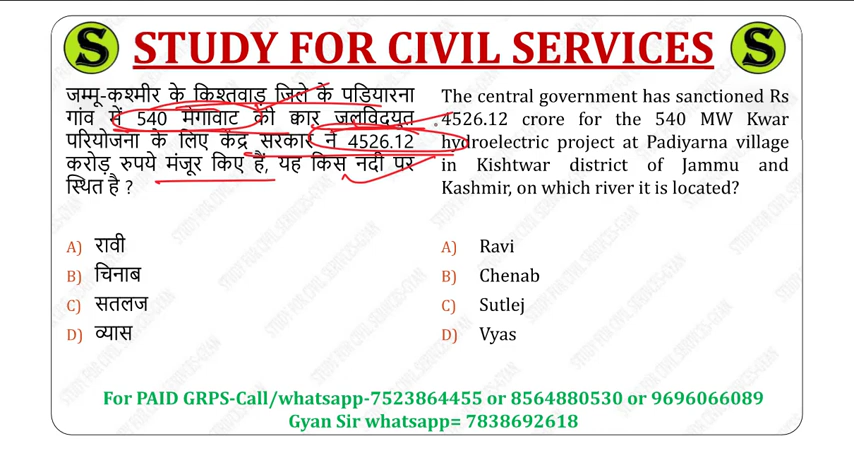 S STUDY FOR CIVIL SERVICES S
जम्मू-कश्मीर के किश्तवाड़ जिले के पडियारना
गांव में 540 मेगावाट की क्वार जलविद्युत
परियोजना के लिए केंद्र सरकार ने 4526.12
करोड़ रुपये मंजूर किए हैं, यह किस नदी पर
स्थित है ?
A) रावी
B) चिनाब
C) सतलज
D) व्यास
The central government has sanctioned Rs
4526.12 crore for the 540 MW Kwar
hydroelectric project at Padiyarna village
in Kishtwar district of Jammu and
Kashmir, on which river it is located?
A) Ravi
B) Chenab
C) Sutlej
D) Vyas
For PAID GRPS-Call/whatsapp-7523864455 or 8564880530 or 9696066089
Gyan Sir whatsapp= 7838692618